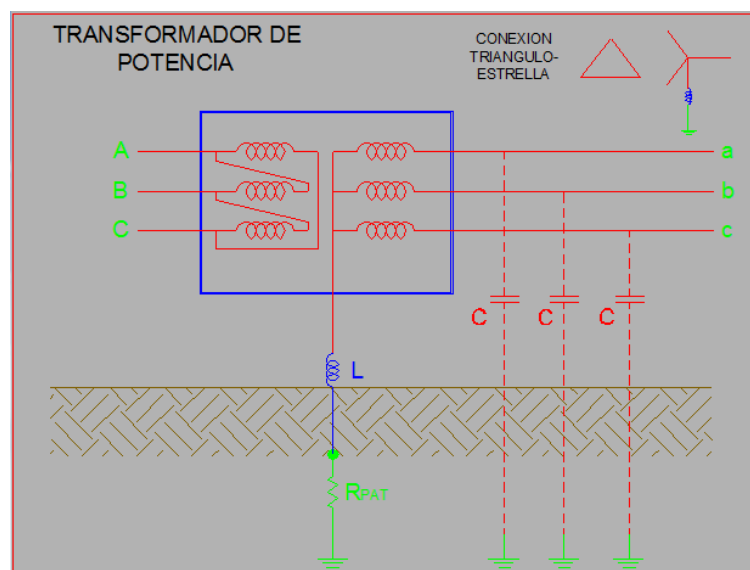 TRANSFORMADOR DE
POTENCIA
CONEXION
TRIANGULO-
ESTRELLA
A
a
B
b
C
c
C
C
C
L
RPAT